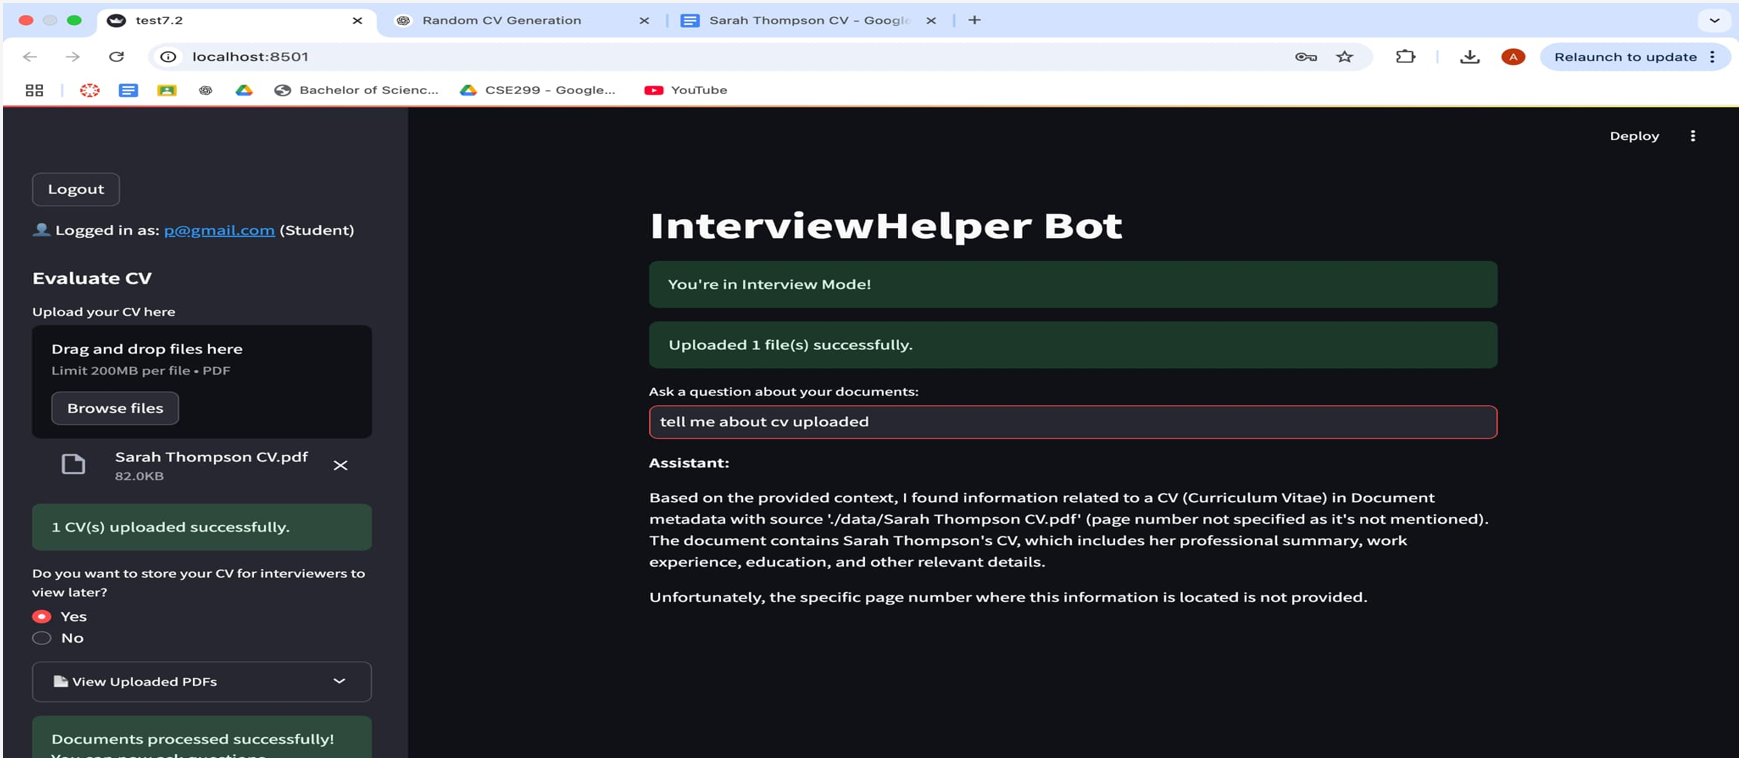 test7.2
Random CV Generation
Sarah Thompson CV - Google
localhost:8501
A
Relaunch to update
Bachelor of Scienc...
CSE299 - Google...
YouTube
Deploy
Logout
Logged in as: p@gmail.com (Student)
Evaluate CV
Upload your CV here
Drag and drop files here
Limit 200MB per file • PDF
Browse files
Sarah Thompson CV.pdf
82.0KB
1 CV(s) uploaded successfully.
Do you want to store your CV for interviewers to
view later?
Yes
No
View Uploaded PDFs
Documents processed successfully!
You can now ask questions
InterviewHelper Bot
You're in Interview Mode!
Uploaded 1 file(s) successfully.
Ask a question about your documents:
tell me about cv uploaded
Assistant:
Based on the provided context, I found information related to a CV (Curriculum Vitae) in Document
metadata with source './data/Sarah Thompson CV.pdf' (page number not specified as it's not mentioned).
The document contains Sarah Thompson's CV, which includes her professional summary, work
experience, education, and other relevant details.
Unfortunately, the specific page number where this information is located is not provided.